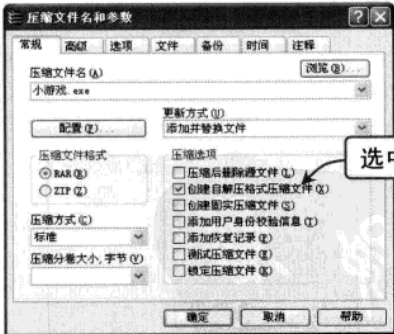 压缩文件名和参数
常规 高级 选项 文件 备份 时间 注释
压缩文件名(A)
浏览(B)...
小游戏.exe
更新方式(U)
配置(F)...
添加并替换文件
压缩文件格式
RAR(R)
ZIP(Z)
压缩选项
压缩后删除源文件(L)
创建自解压格式压缩文件(X)
创建固实压缩文件(S)
添加用户身份校验信息(T)
添加恢复记录(P)
测试压缩文件(K)
锁定压缩文件(K)
选中
压缩方式(C)
标准
压缩分卷大小,字节(V)
确定 取消 帮助